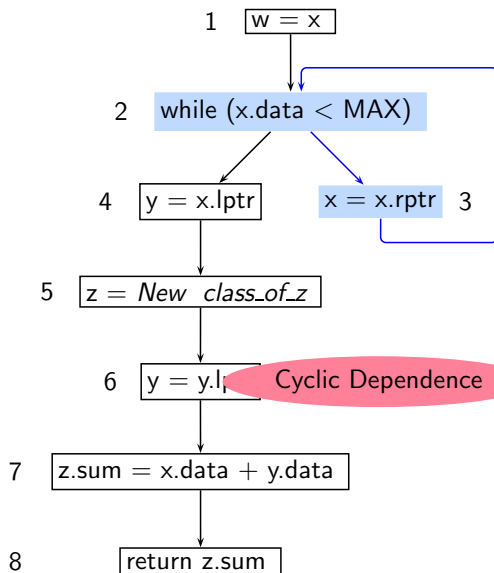 1 w = x
2 while (x.data < MAX)
4 y = x.lptr
x = x.rptr 3
5 z = New class_of_z
6 y = y.lp
Cyclic Dependence
7 z.sum = x.data + y.data
8 return z.sum